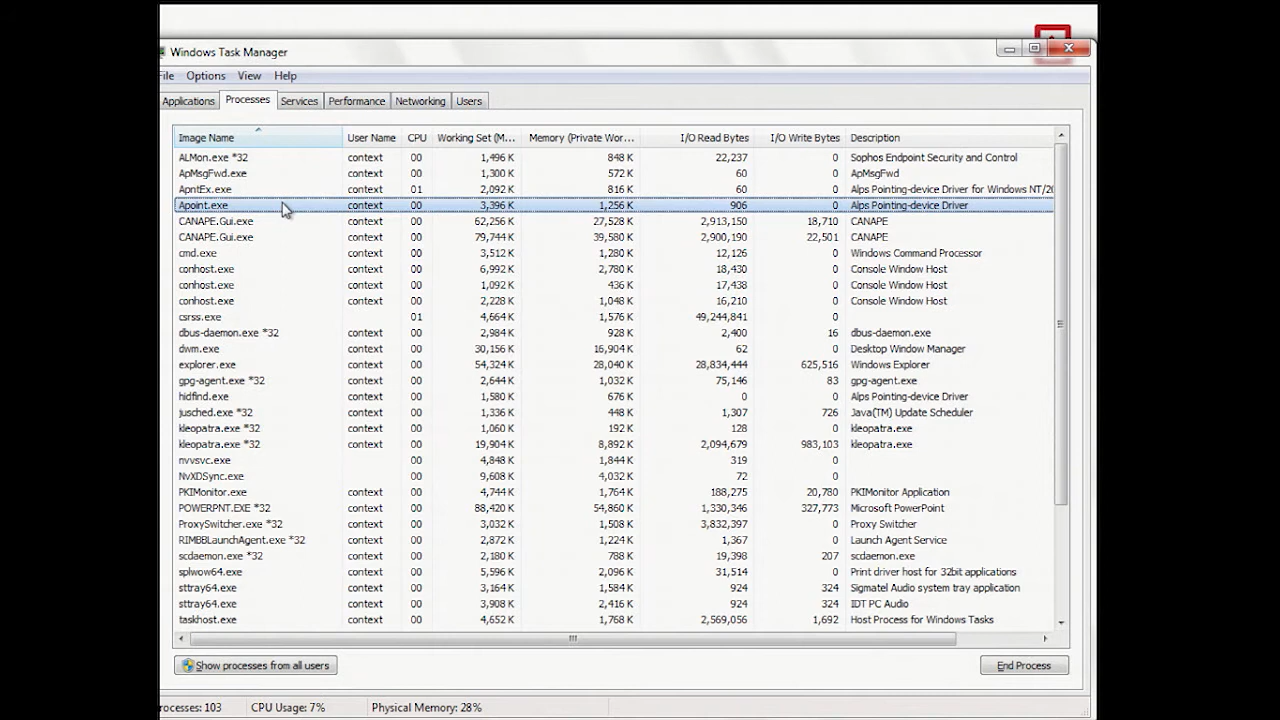 Windows Task Manager
File Options View Help
Applications Processes Services Performance Networking Users
Image Name User Name CPU Working Set (M... Memory (Private Wor... I/O Read Bytes I/O Write Bytes Description
ALMon.exe *32 context 00 1,496 K 848 K 22,237 0 Sophos Endpoint Security and Control
ApMsgFwd.exe context 00 1,300 K 572 K 60 0 ApMsgFwd
ApntEx.exe context 01 2,092 K 816 K 60 0 Alps Pointing-device Driver for Windows NT/20
Apoint.exe context 00 3,396 K 1,256 K 906 0 Alps Pointing-device Driver
CANAPE.Gui.exe context 00 62,256 K 27,528 K 2,913,150 18,710 CANAPE
CANAPE.Gui.exe context 00 79,744 K 39,580 K 2,900,190 22,501 CANAPE
cmd.exe context 00 3,512 K 1,280 K 12,126 0 Windows Command Processor
conhost.exe context 00 6,992 K 2,780 K 18,430 0 Console Window Host
conhost.exe context 00 1,092 K 436 K 17,438 0 Console Window Host
conhost.exe context 00 2,228 K 1,048 K 16,210 0 Console Window Host
csrss.exe 01 4,664 K 1,576 K 49,244,841 0
dbus-daemon.exe *32 context 00 2,984 K 928 K 2,400 16 dbus-daemon.exe
dwm.exe context 00 30,156 K 16,904 K 62 0 Desktop Window Manager
explorer.exe context 00 54,324 K 28,040 K 28,834,444 625,516 Windows Explorer
gpg-agent.exe *32 context 00 2,644 K 1,032 K 75,146 83 gpg-agent.exe
hidfind.exe context 00 1,580 K 676 K 0 0 Alps Pointing-device Driver
jusched.exe *32 context 00 1,336 K 448 K 1,307 726 Java(TM) Update Scheduler
kleopatra.exe *32 context 00 1,060 K 192 K 128 0 kleopatra.exe
kleopatra.exe *32 context 00 19,904 K 8,892 K 2,094,679 983,103 kleopatra.exe
nvvsvc.exe 00 4,848 K 1,844 K 319 0
NvXDSync.exe 00 9,608 K 4,032 K 72 0
PKIMonitor.exe context 00 4,744 K 1,764 K 188,275 20,780 PKIMonitor Application
POWERPNT.EXE *32 context 00 88,420 K 54,860 K 1,330,346 327,773 Microsoft PowerPoint
ProxySwitcher.exe *32 context 00 3,032 K 1,508 K 3,832,397 0 Proxy Switcher
RIMBBLaunchAgent.exe *32 context 00 2,872 K 1,224 K 1,367 0 Launch Agent Service
scdaemon.exe *32 context 00 2,180 K 788 K 19,398 207 scdaemon.exe
splwow64.exe context 00 5,596 K 2,096 K 31,514 0 Print driver host for 32bit applications
sttray64.exe context 00 3,164 K 1,584 K 924 324 Sigmatel Audio system tray application
sttray64.exe context 00 3,908 K 2,416 K 924 324 IDT PC Audio
taskhost.exe context 00 4,652 K 1,768 K 2,569,056 1,692 Host Process for Windows Tasks
Show processes from all users End Process
rocesses: 103 CPU Usage: 7% Physical Memory: 28%